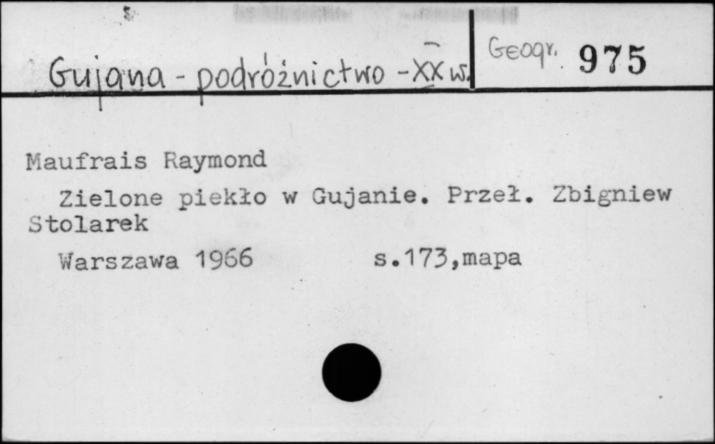 Gujana - podróżnictwo - XX w.
Geogr. 975
Maufrais Raymond
Zielone piekło w Gujanie. Przeł. Zbigniew
Stolarek
Warszawa 1966 s.173,mapa